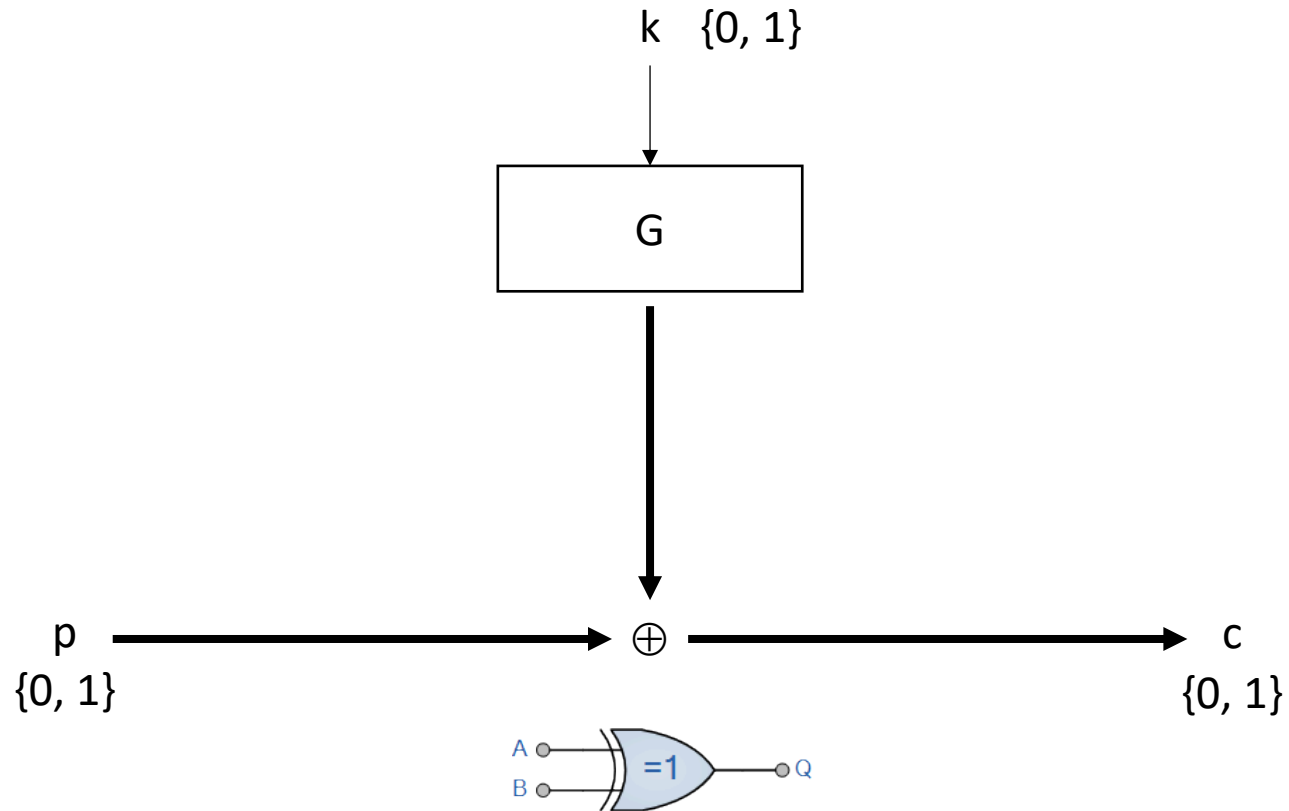 k {0, 1}
G
p ⊕ c
{0, 1} {0, 1}
A
=1 Q
B